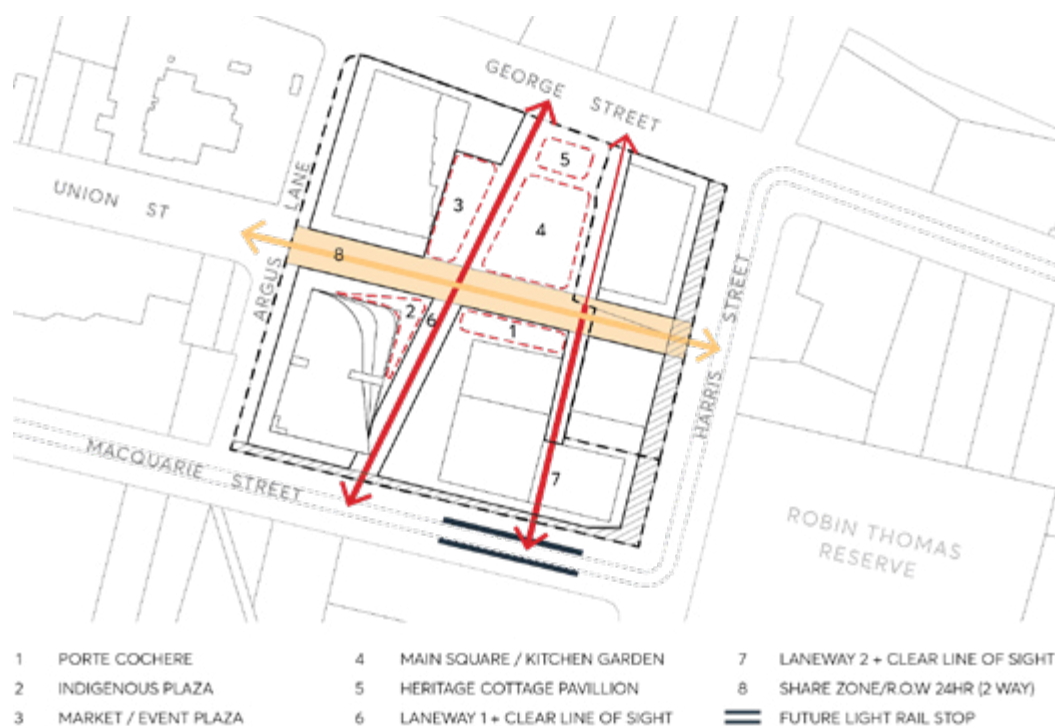 GEORGE STREET
5
3
4
UNION ST
ARGUS LANE
8
2
6
1
HARRIS STREET
7
MACQUARIE STREET
ROBIN THOMAS
RESERVE
1 PORTE COCHERE
2 INDIGENOUS PLAZA
3 MARKET / EVENT PLAZA
4 MAIN SQUARE / KITCHEN GARDEN
5 HERITAGE COTTAGE PAVILLION
6 LANEWAY 1 + CLEAR LINE OF SIGHT
7 LANEWAY 2 + CLEAR LINE OF SIGHT
8 SHARE ZONE/R.O.W 24HR (2 WAY)
FUTURE LIGHT RAIL STOP